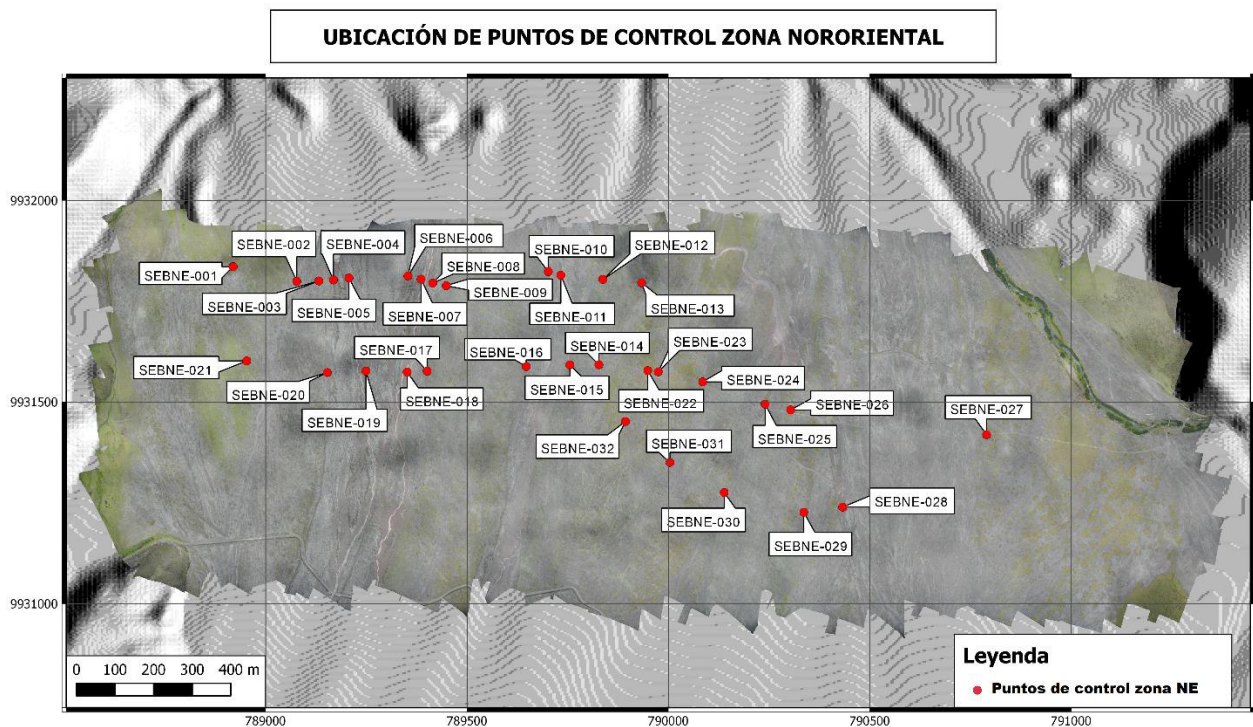 UBICACIÓN DE PUNTOS DE CONTROL ZONA NORORIENTAL
9932000
9931500
9931000
SEBNE-001
SEBNE-002
SEBNE-003
SEBNE-004
SEBNE-005
SEBNE-006
SEBNE-007
SEBNE-008
SEBNE-009
SEBNE-010
SEBNE-011
SEBNE-012
SEBNE-013
SEBNE-021
SEBNE-020
SEBNE-019
SEBNE-017
SEBNE-018
SEBNE-016
SEBNE-015
SEBNE-014
SEBNE-022
SEBNE-023
SEBNE-024
SEBNE-025
SEBNE-026
SEBNE-027
SEBNE-032
SEBNE-031
SEBNE-030
SEBNE-029
SEBNE-028
0 100 200 300 400 m
Leyenda
Puntos de control zona NE
789000 789500 790000 790500 791000